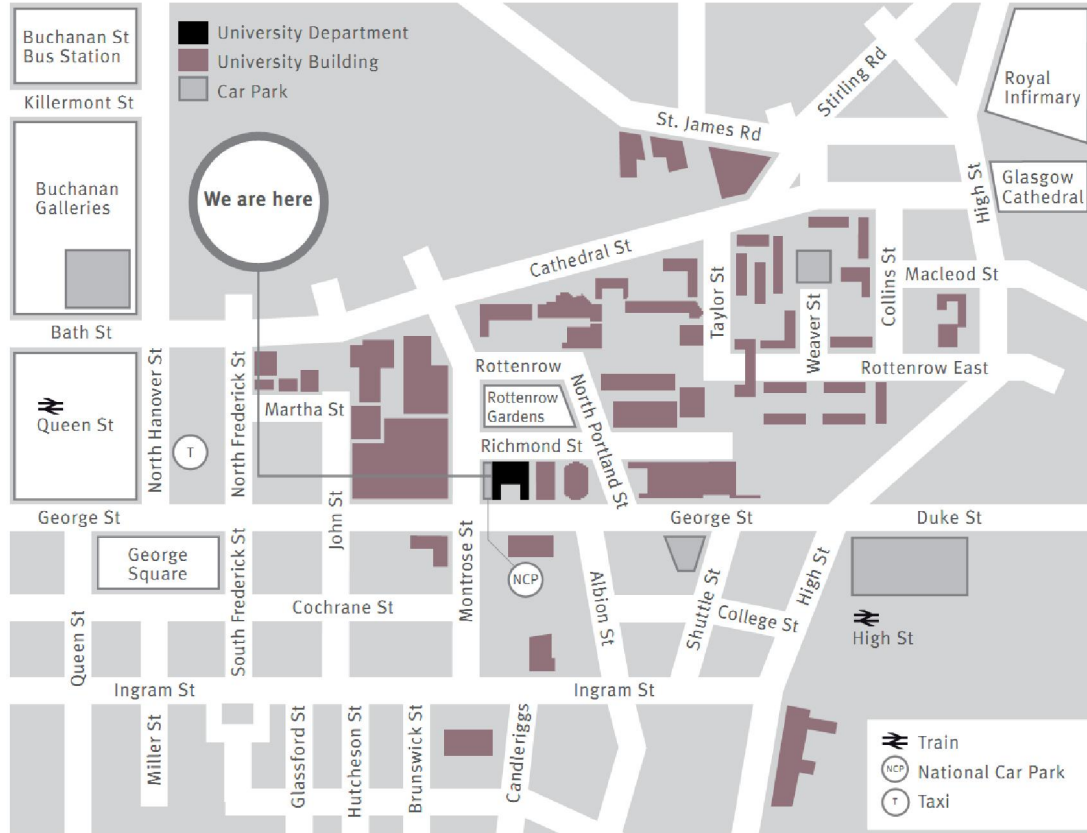 Buchanan St
Bus Station
Killermont St
University Department
University Building
Car Park
Stirling Rd
Royal
Infirmary
St. James Rd
Buchanan
Galleries
We are here
Glasgow
Cathedral
High St
Cathedral St
Taylor St
Collins St
Macleod St
Weaver St
Bath St
North Hanover St
North Frederick St
Rottenrow
Rottenrow East
Queen St
Martha St
Rottenrow
Gardens
North Portland St
T
Richmond St
George St
George St
Duke St
John St
George
Square
South Frederick St
Montrose St
NCP
Albion St
Shuttle St
High St
Cochrane St
College St
High St
Queen St
Ingram St
Ingram St
Miller St
Glassford St
Hutcheson St
Brunswick St
Candleriggs
Train
NCP
National Car Park
T
Taxi